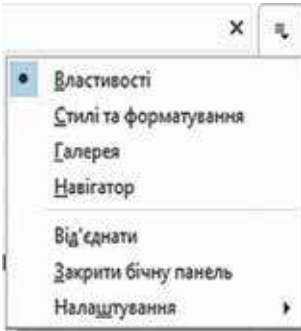 Властивості
Стилі та форматування
Галерея
Навігатор
Від'єднати
Закрити бічну панель
Налаштування